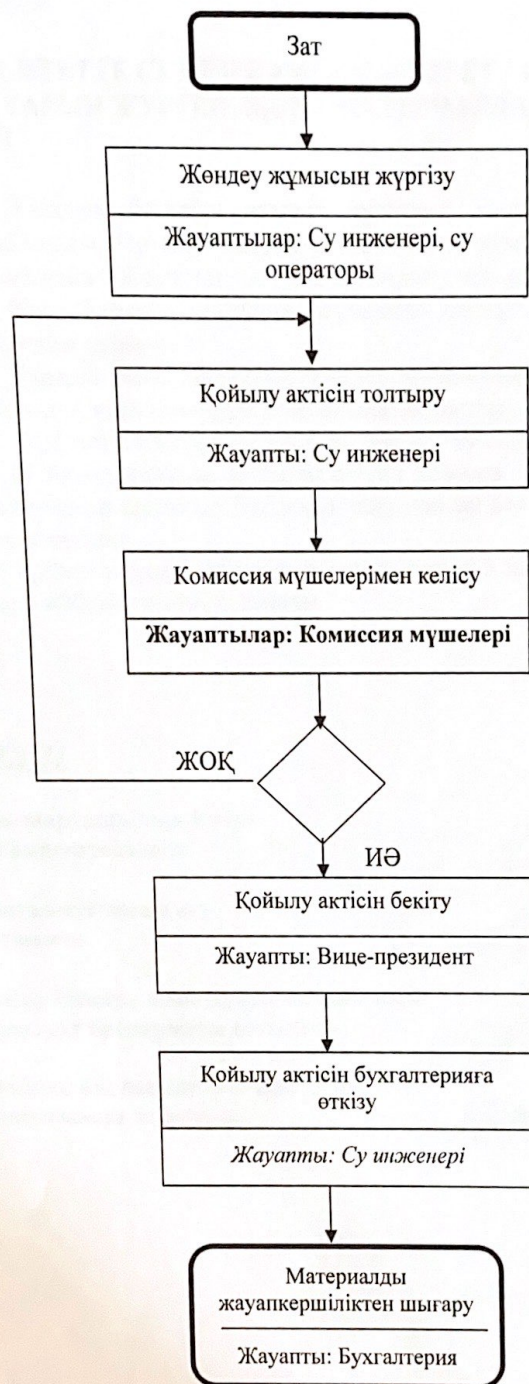 Зат
Жөндеу жұмысын жүргізу
Жауаптылар: Су инженері, су
операторы
Қойылу актісін толтыру
Жауапты: Су инженері
Комиссия мүшелерімен келісу
Жауаптылар: Комиссия мүшелері
ЖОҚ
ИӘ
Қойылу актісін бекіту
Жауапты: Вице-президент
Қойылу актісін бухгалтерияға
өткізу
Жауапты: Су инженері
Материалды
жауапкершіліктен шығару
Жауапты: Бухгалтерия